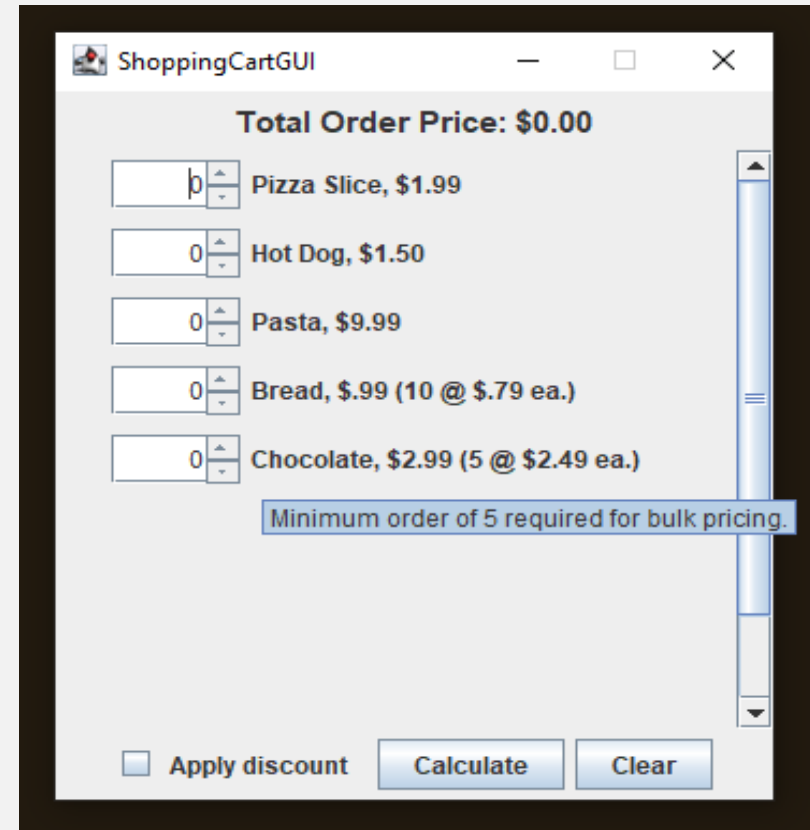 ShoppingCartGUI
Total Order Price: $0.00
0 Pizza Slice, $1.99
0 Hot Dog, $1.50
0 Pasta, $9.99
0 Bread, $.99 (10 @ $.79 ea.)
0 Chocolate, $2.99 (5 @ $2.49 ea.)
Minimum order of 5 required for bulk pricing.
Apply discount Calculate Clear